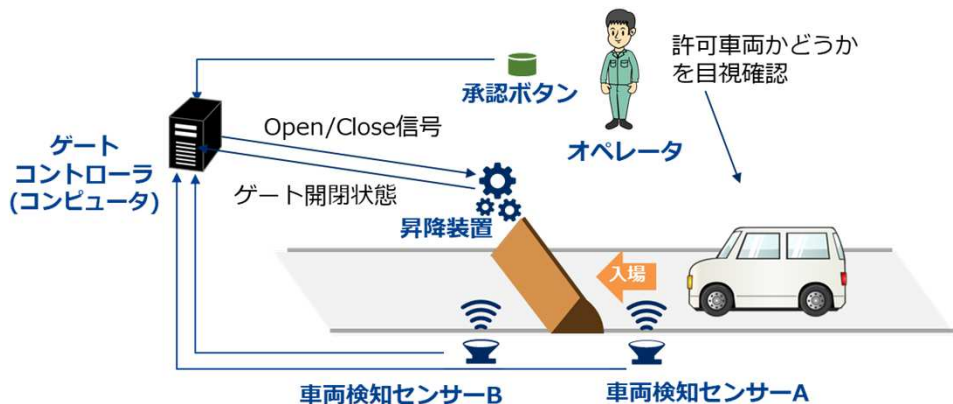 許可車両かどうか
を目視確認
承認ボタン
オペレータ
Open/Close信号
ゲート
コントローラ
(コンピュータ)
ゲート開閉状態
昇降装置
入場
車両検知センサーB
車両検知センサーA